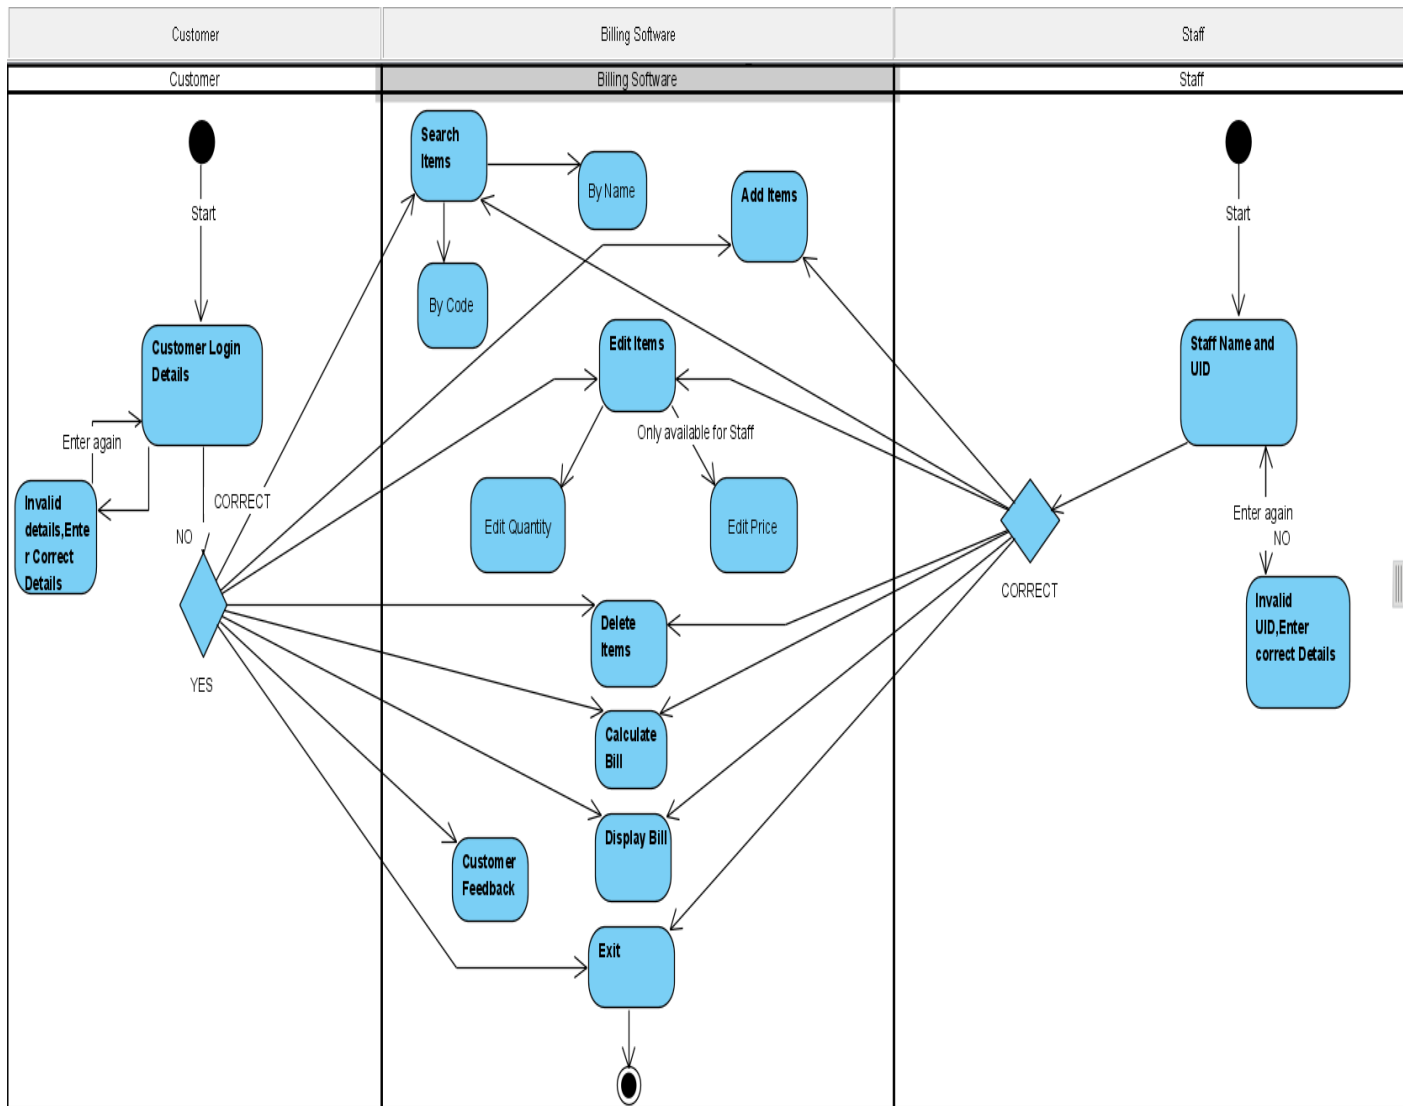 Customer
Billing Software
Staff
Customer
Billing Software
Staff
Start
Customer Login
Details
Enter again
Invalid
details,Ente
r Correct
Details
NO
CORRECT
YES
Search
Items
By Name
By Code
Add Items
Edit Items
Only available for Staff
Edit Quantity
Edit Price
Delete
Items
Calculate
Bill
Display Bill
Customer
Feedback
Exit
Start
Staff Name and
UID
CORRECT
Enter again
NO
Invalid
UID,Enter
correct Details